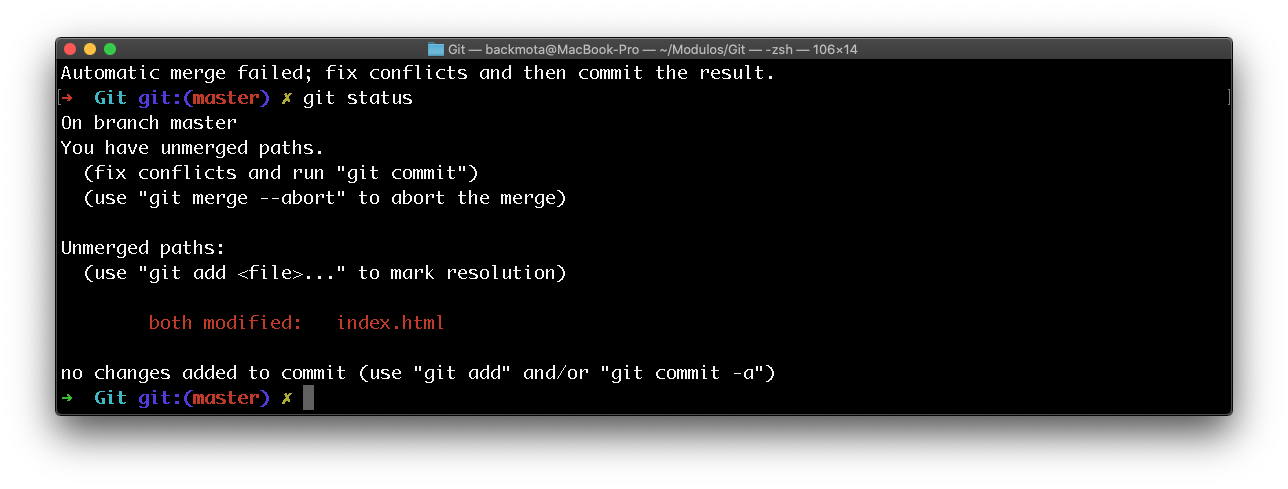 Git — backmota@MacBook-Pro — ~/Modulos/Git — -zsh — 106×14
Automatic merge failed; fix conflicts and then commit the result.
[➜  Git git:(master) ✗ git status ]
On branch master
You have unmerged paths.
  (fix conflicts and run "git commit")
  (use "git merge --abort" to abort the merge)
Unmerged paths:
  (use "git add <file>..." to mark resolution)
        both modified:   index.html
no changes added to commit (use "git add" and/or "git commit -a")
➜  Git git:(master) ✗